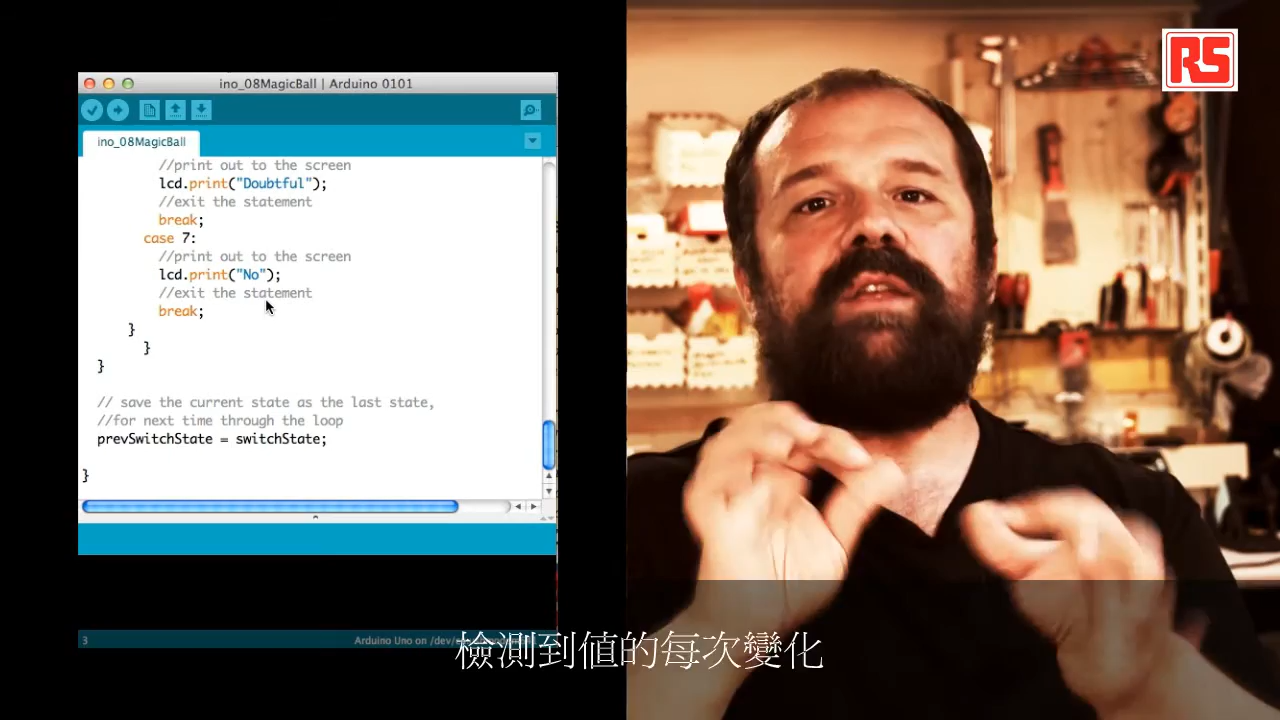 ino_08MagicBall | Arduino 0101
ino_08MagicBall
//print out to the screen
lcd.print("Doubtful");
//exit the statement
break;
case 7:
//print out to the screen
lcd.print("No");
//exit the statement
break;
}
}
}
// save the current state as the last state,
//for next time through the loop
prevSwitchState = switchState;
}
3
Arduino Uno on /dev/
RS
檢測到值的每次變化